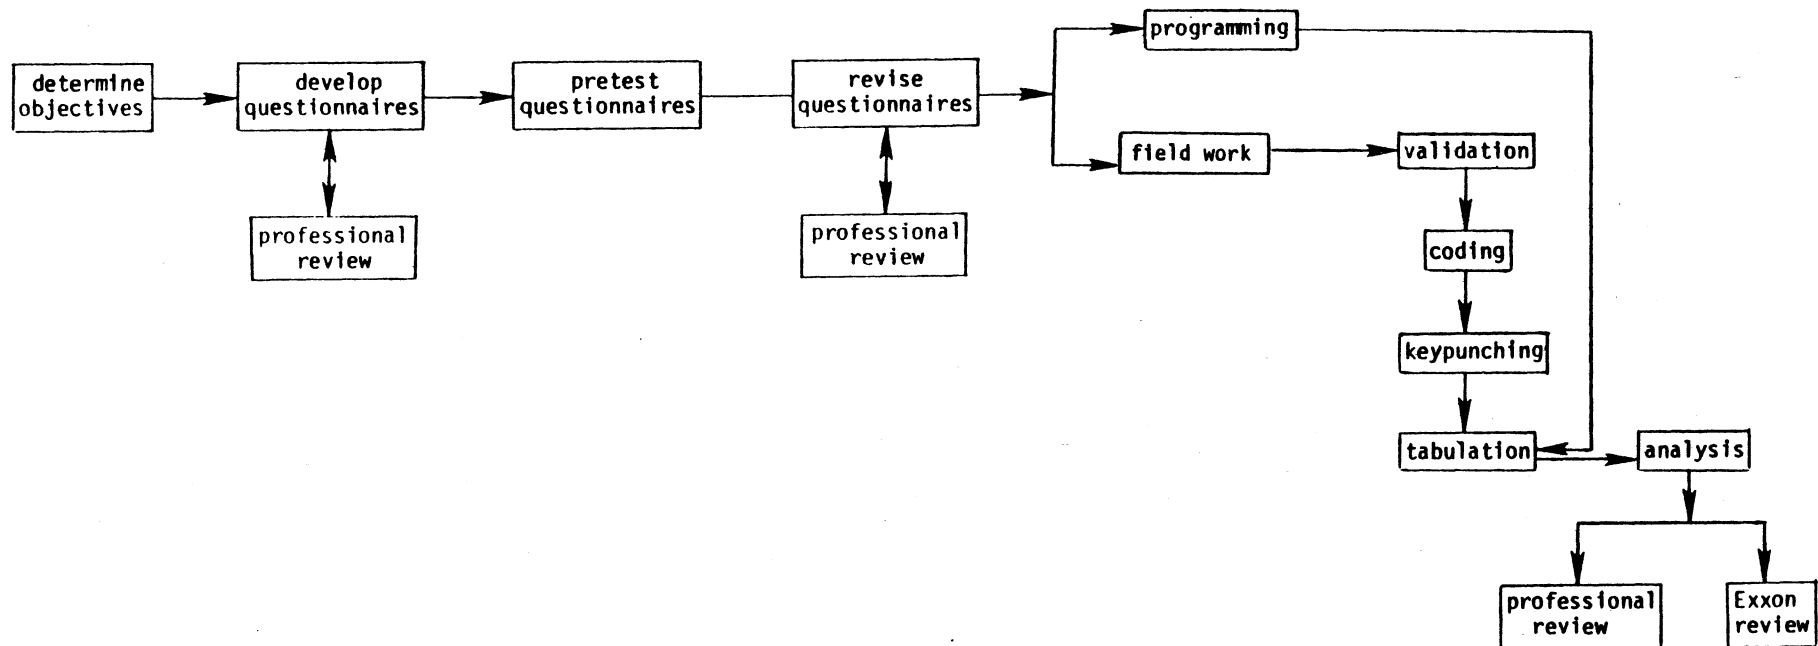 programming
determine
objectives
develop
questionnaires
pretest
questionnaires
revise
questionnaires
field work
validation
professional
review
professional
review
coding
keypunching
tabulation
analysis
professional
review
Exxon
review